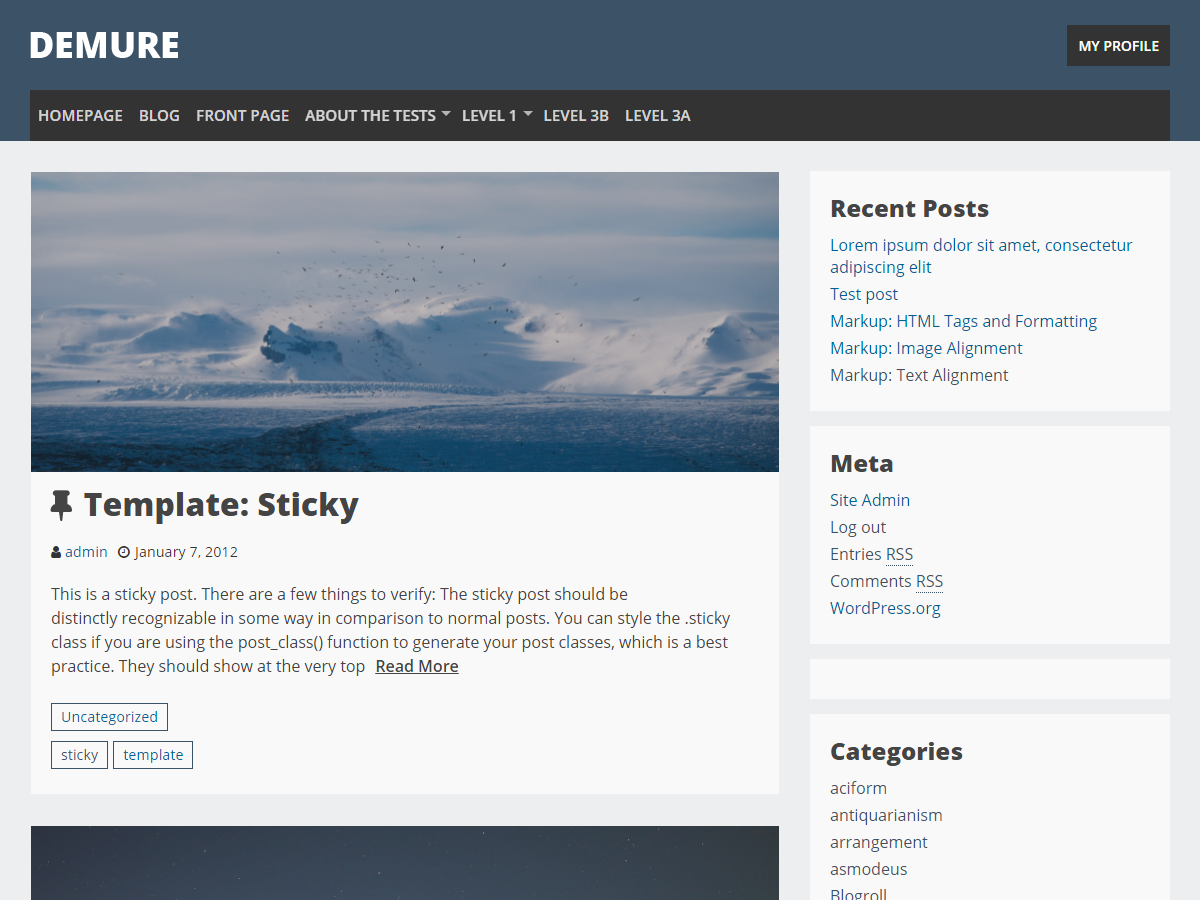 DEMURE
MY PROFILE
HOMEPAGE BLOG FRONT PAGE ABOUT THE TESTS LEVEL 1 LEVEL 3B LEVEL 3A
Template: Sticky
admin January 7, 2012
This is a sticky post. There are a few things to verify: The sticky post should be
distinctly recognizable in some way in comparison to normal posts. You can style the .sticky
class if you are using the post_class() function to generate your post classes, which is a best
practice. They should show at the very top Read More
Uncategorized
sticky template
Recent Posts
Lorem ipsum dolor sit amet, consectetur
adipiscing elit
Test post
Markup: HTML Tags and Formatting
Markup: Image Alignment
Markup: Text Alignment
Meta
Site Admin
Log out
Entries RSS
Comments RSS
WordPress.org
Categories
aciform
antiquarianism
arrangement
asmodeus
Blogroll